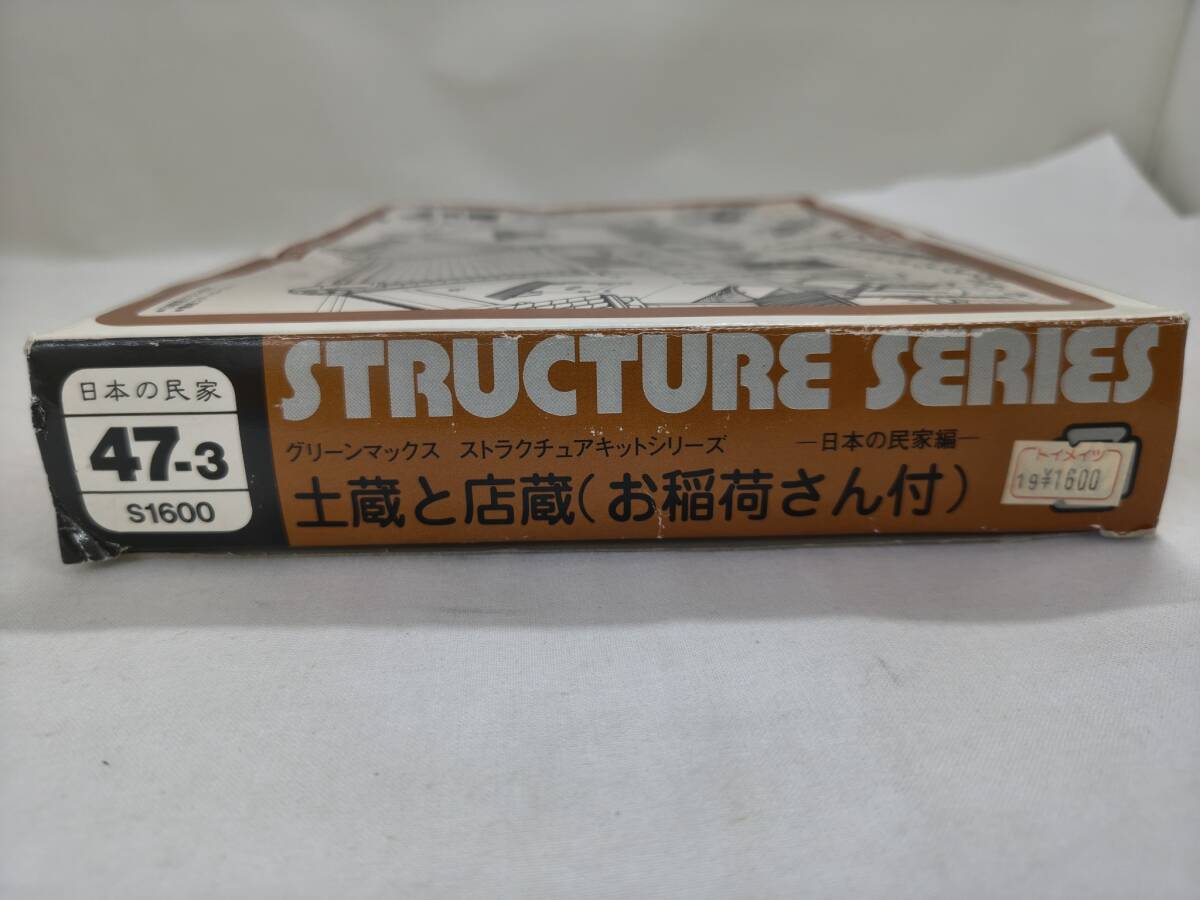 日本の民家
47-3
S1600
STRUCTURE SERIES
グリーンマックス ストラクチュアキットシリーズ ―日本の民家編―
土蔵と店蔵(お稲荷さん付)
トイメイツ
19¥1600